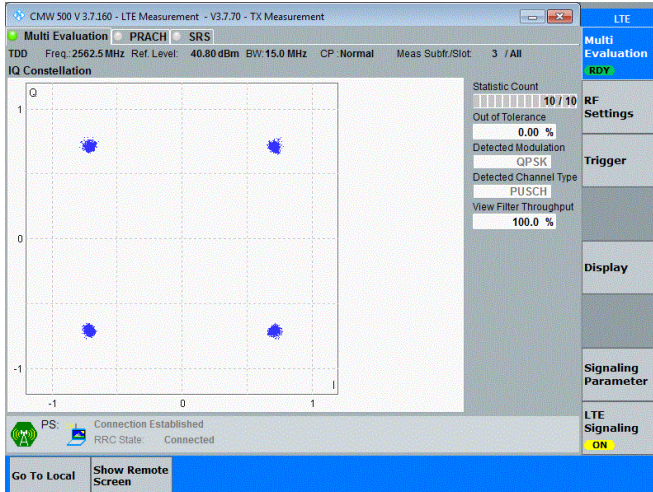 CMW 500 V 3.7.160 - LTE Measurement - V3.7.70 - TX Measurement
LTE
Multi Evaluation PRACH SRS
TDD Freq.: 2562.5 MHz Ref. Level: 40.80 dBm BW: 15.0 MHz CP : Normal Meas Subfr./Slot: 3 / All
IQ Constellation
Q
1
0
-1
-1 0 1
I
Statistic Count
10 / 10
Out of Tolerance
0.00 %
Detected Modulation
QPSK
Detected Channel Type
PUSCH
View Filter Throughput
100.0 %
Multi
Evaluation
RDY
RF
Settings
Trigger
Display
Signaling
Parameter
LTE
Signaling
ON
PS: Connection Established
RRC State: Connected
Go To Local
Show Remote
Screen